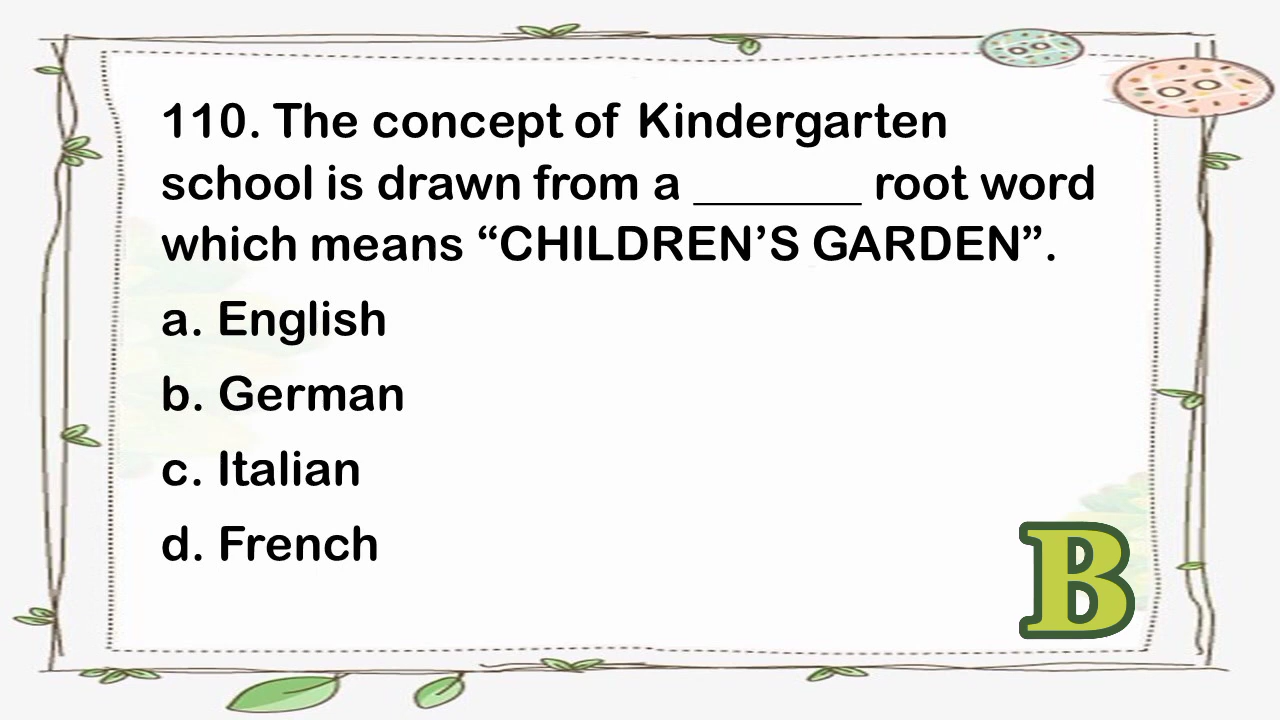 110. The concept of Kindergarten
school is drawn from a _______ root word
which means “CHILDREN’S GARDEN”.
a. English
b. German
c. Italian
d. French
B